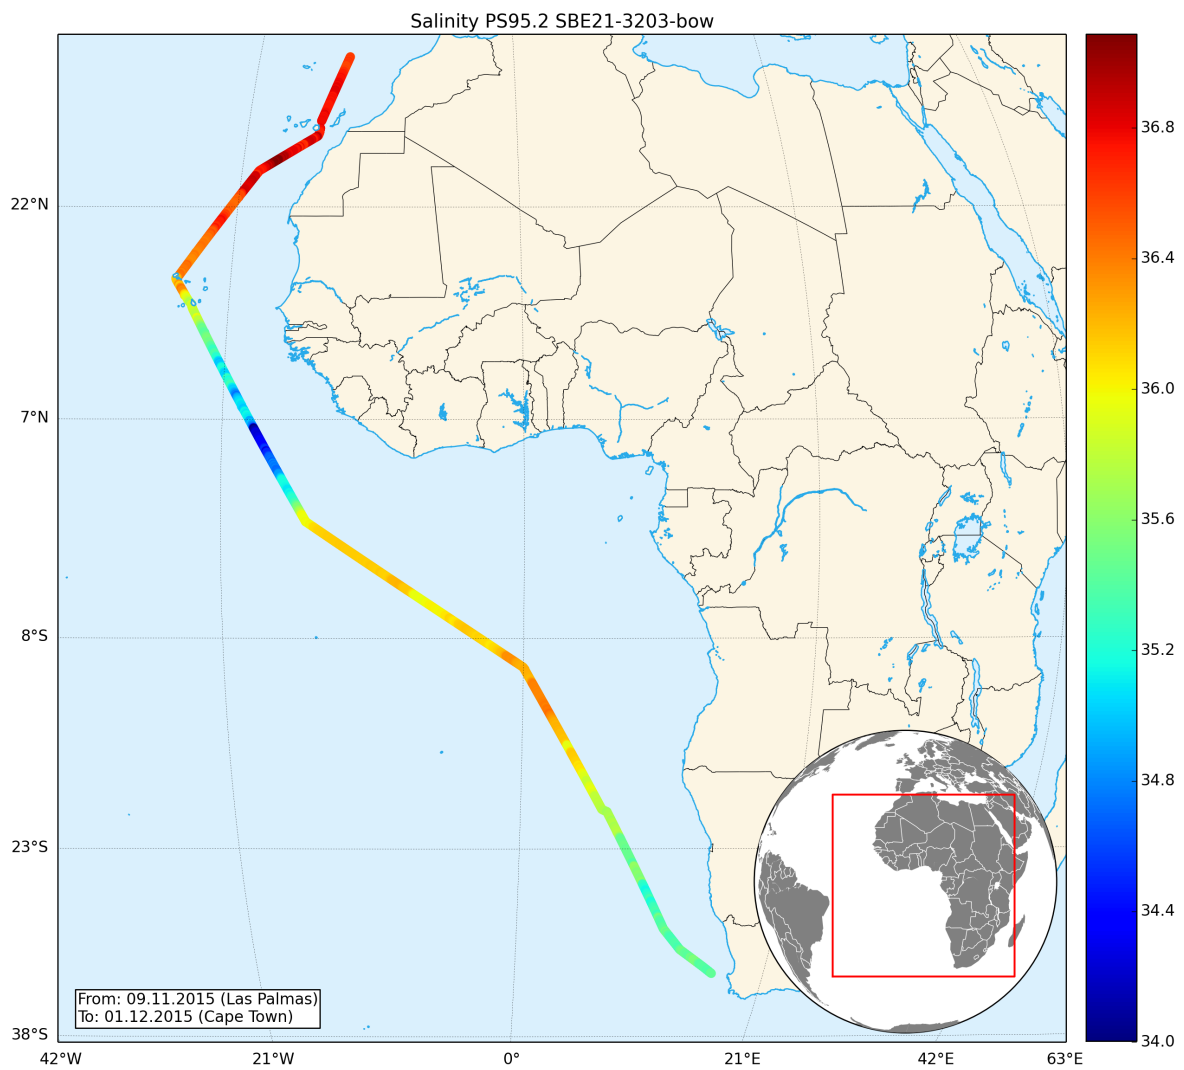 Salinity PS95.2 SBE21-3203-bow
22°N
7°N
8°S
23°S
38°S
42°W
21°W
0°
21°E
42°E
63°E
36.8
36.4
36.0
35.6
35.2
34.8
34.4
34.0
From: 09.11.2015 (Las Palmas)
To: 01.12.2015 (Cape Town)